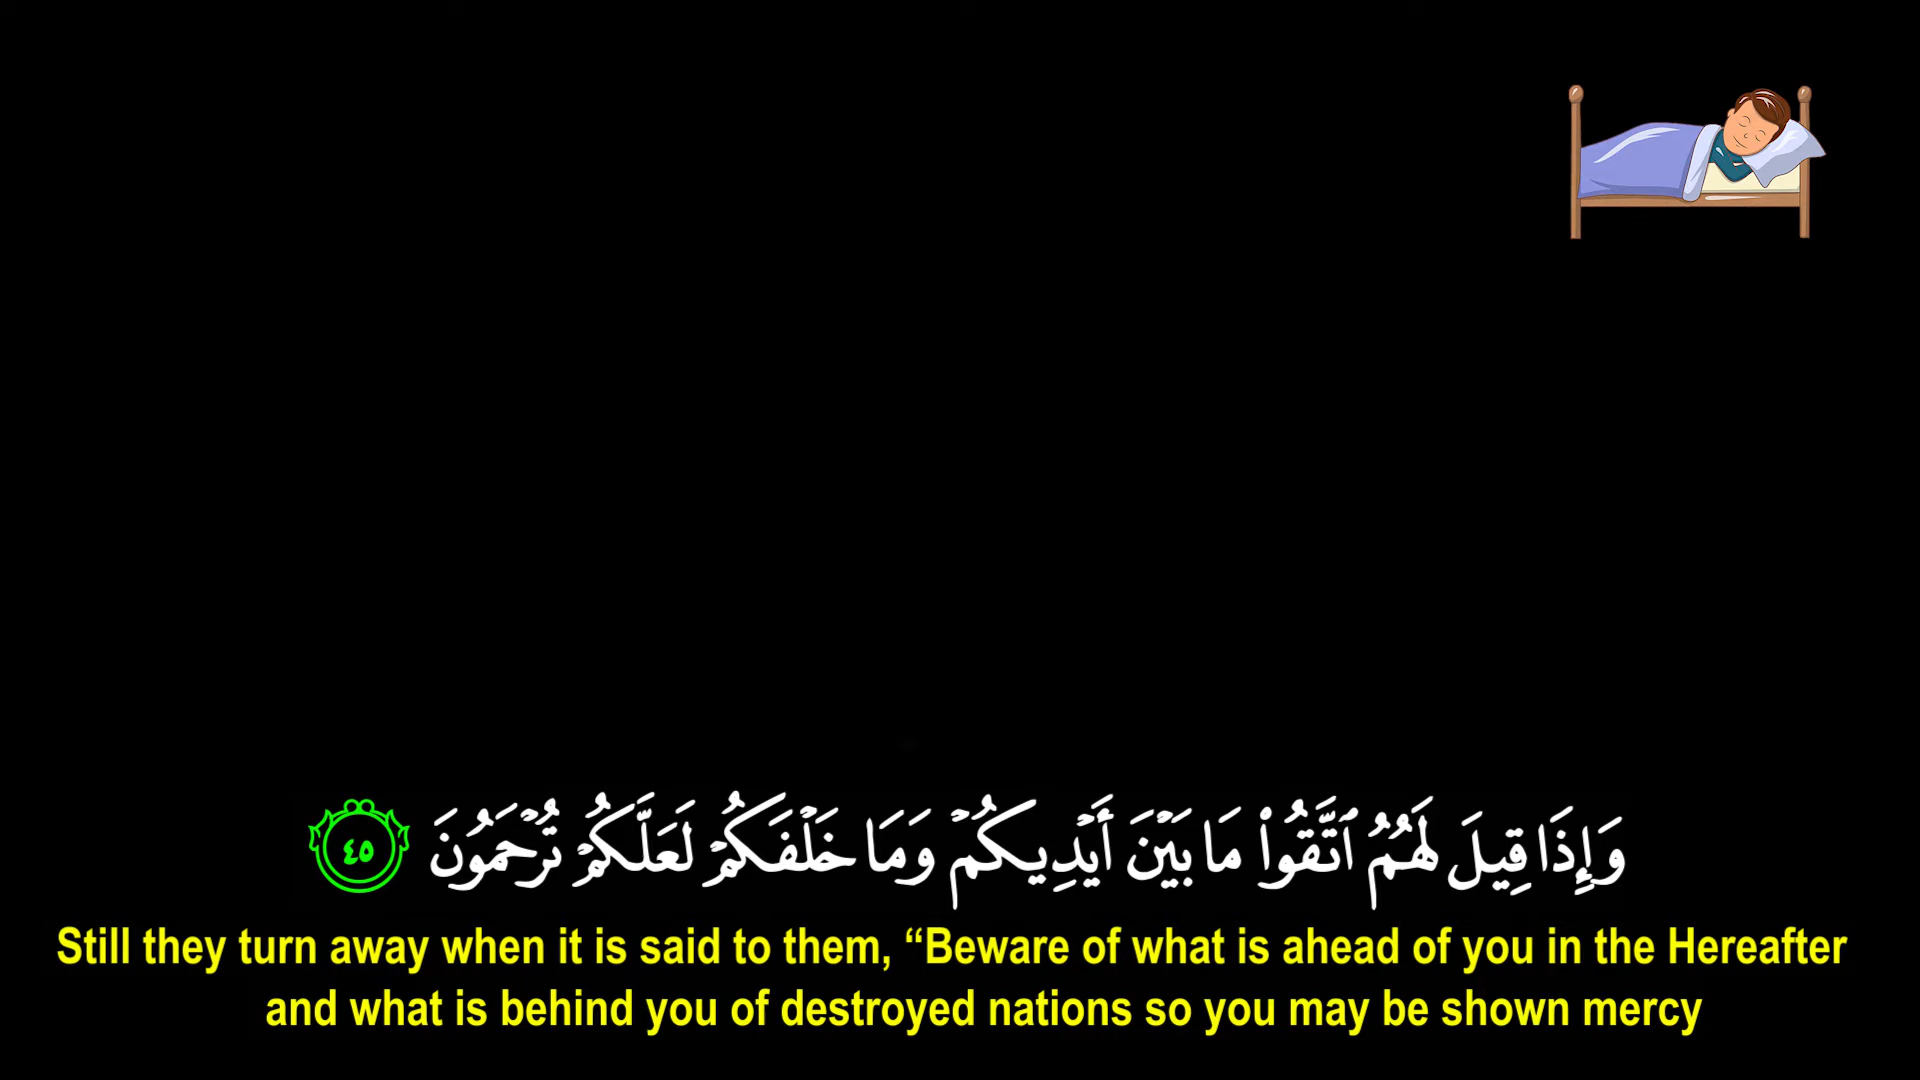 وَإِذَا قِيلَ لَهُمُ ٱتَّقُوا۟ مَا بَيْنَ أَيْدِيكُمْ وَمَا خَلْفَكُمْ لَعَلَّكُمْ تُرْحَمُونَ ٤٥
Still they turn away when it is said to them, “Beware of what is ahead of you in the Hereafter
and what is behind you of destroyed nations so you may be shown mercy